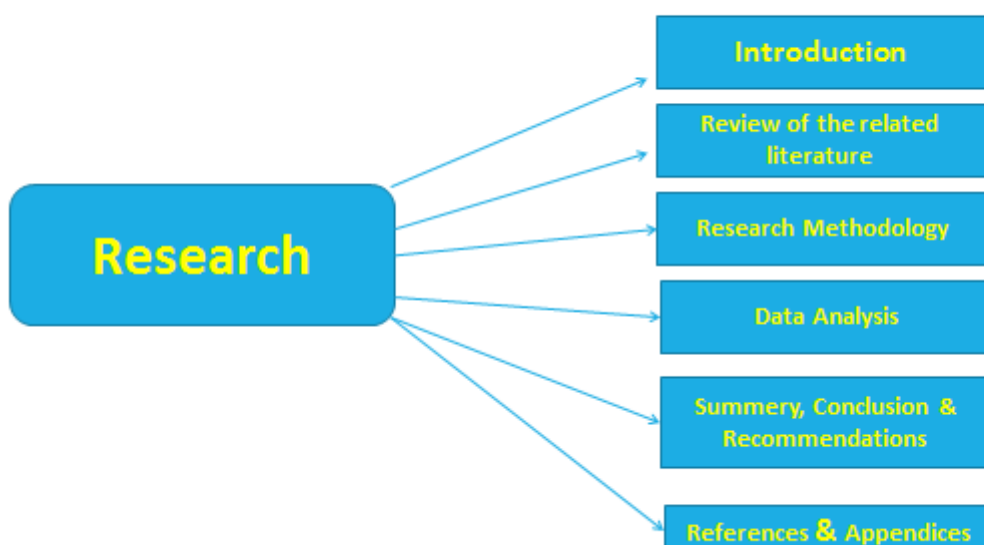 Research
Introduction
Review of the related
literature
Research Methodology
Data Analysis
Summery, Conclusion &
Recommendations
References & Appendices